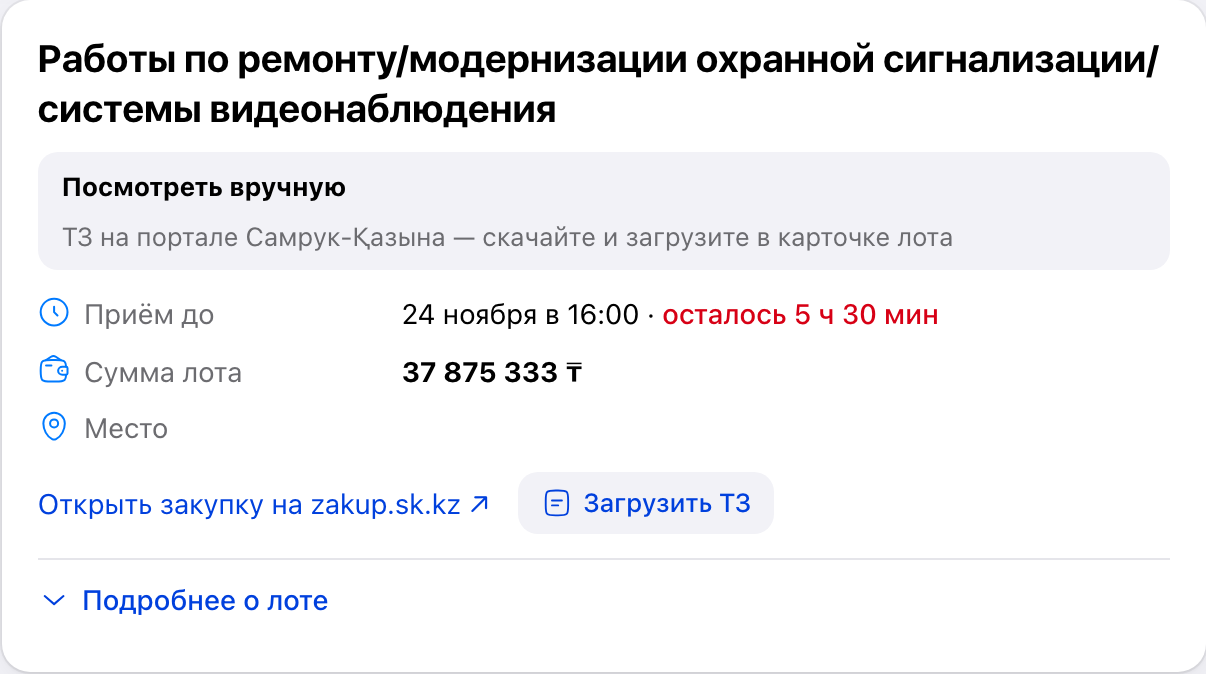 Работы по ремонту/модернизации охранной сигнализации/
системы видеонаблюдения
Посмотреть вручную
ТЗ на портале Самрук-Қазына — скачайте и загрузите в карточке лота
Приём до 24 ноября в 16:00 · осталось 5 ч 30 мин
Сумма лота 37 875 333 ₸
Место
Открыть закупку на zakup.sk.kz ↗ Загрузить ТЗ
Подробнее о лоте